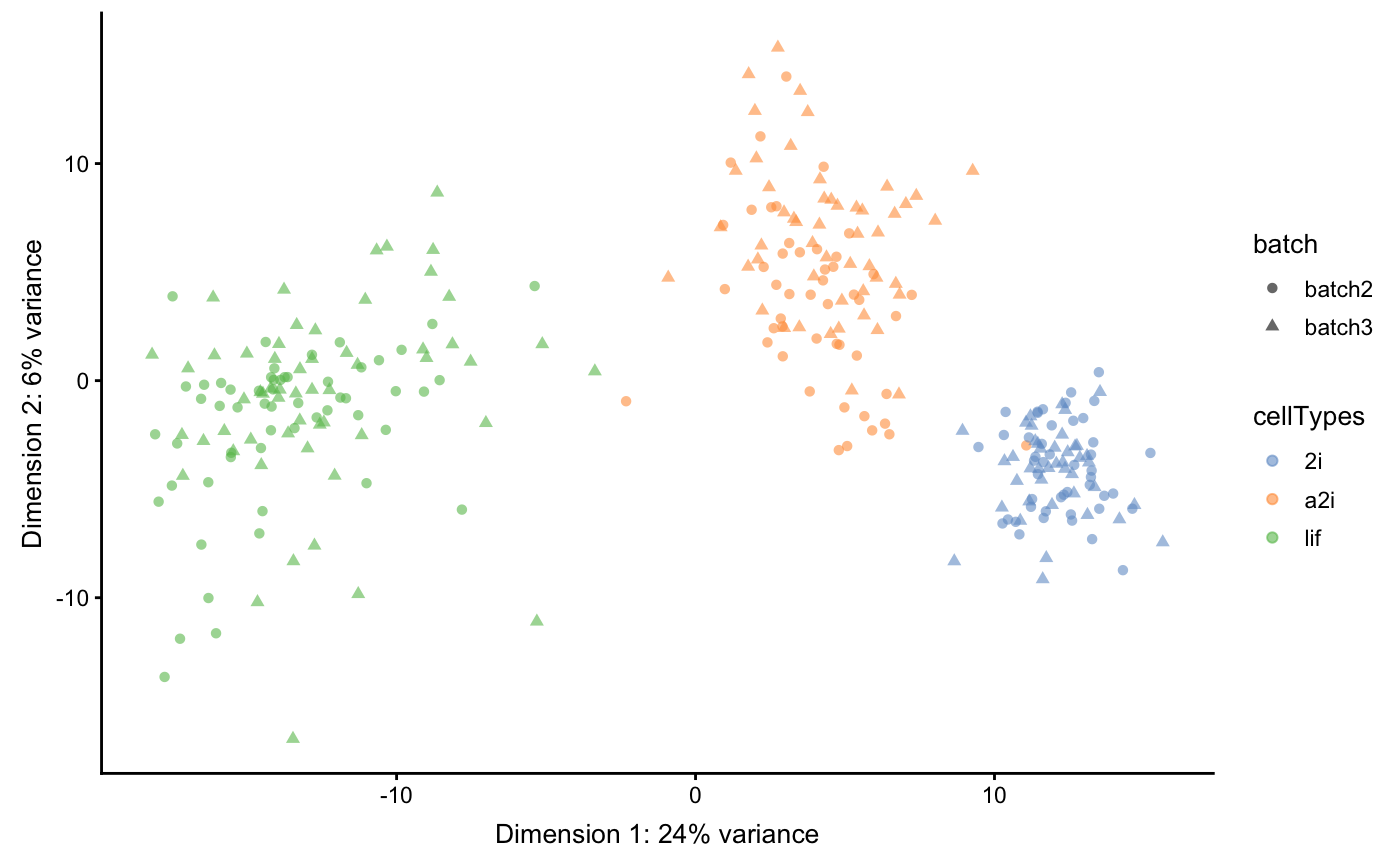 10
0
-10
Dimension 2: 6% variance
-10
0
10
Dimension 1: 24% variance
batch
batch2
batch3
cellTypes
2i
a2i
lif